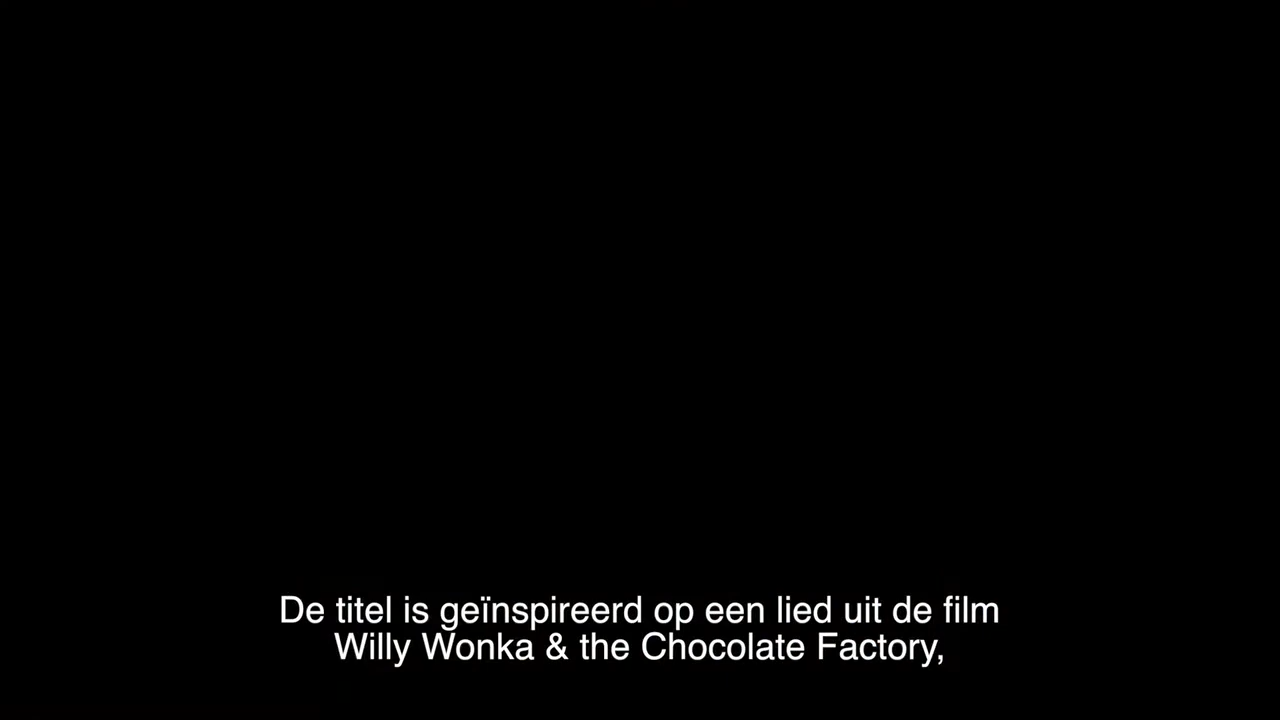 De titel is geïnspireerd op een lied uit de film
Willy Wonka & the Chocolate Factory,